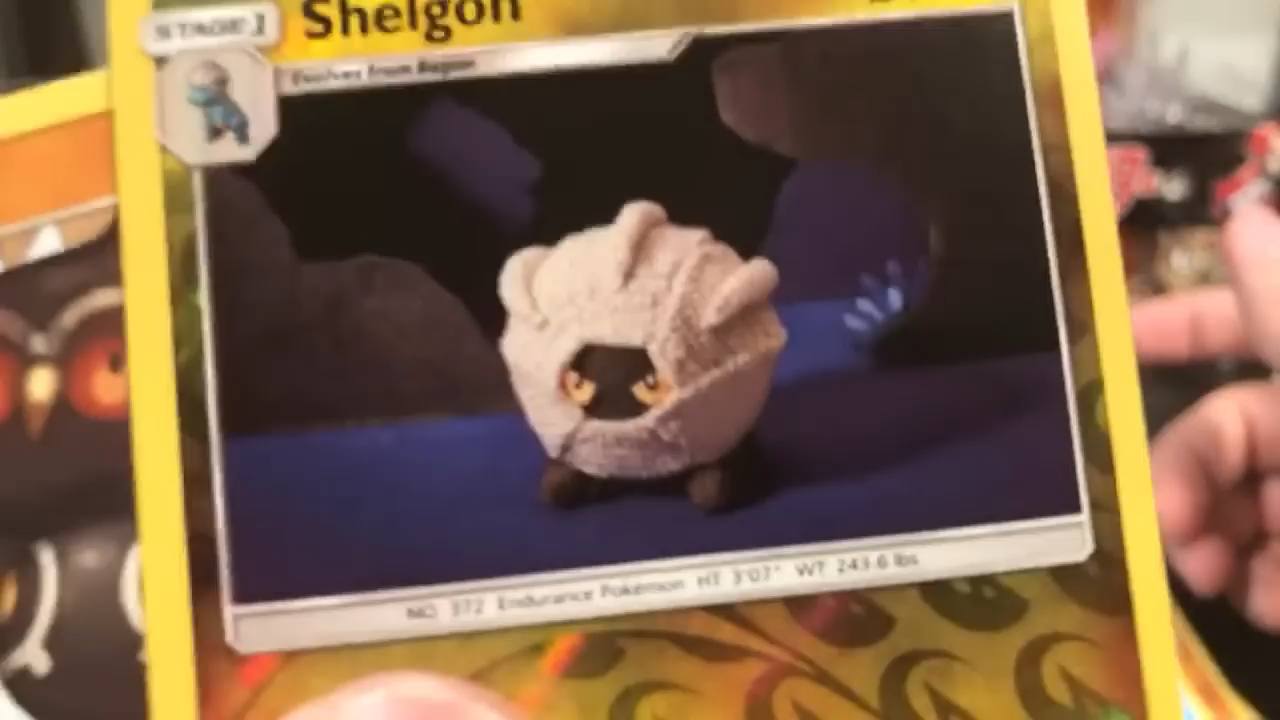 STAGE 1
Shelgon
Evolves from Bagon
NO. 372 Endurance Pokémon HT 3'07" WT 243.6 lbs